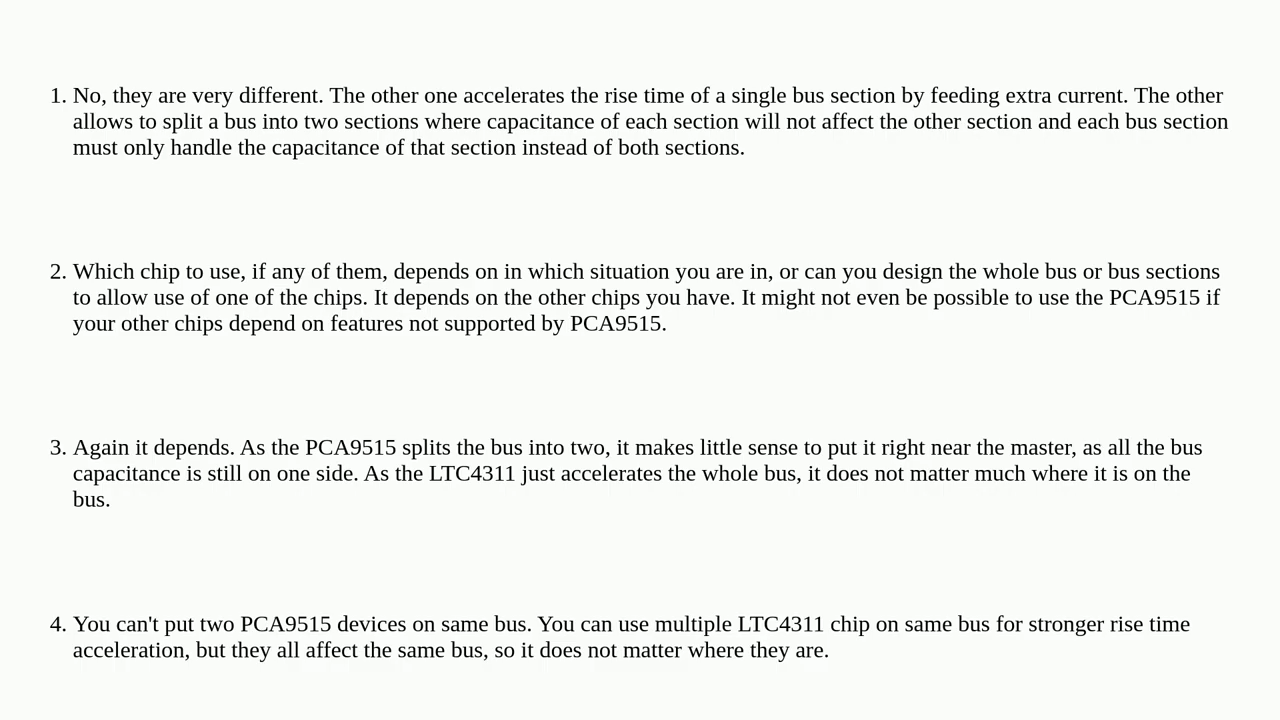 1. No, they are very different. The other one accelerates the rise time of a single bus section by feeding extra current. The other
allows to split a bus into two sections where capacitance of each section will not affect the other section and each bus section
must only handle the capacitance of that section instead of both sections.
2. Which chip to use, if any of them, depends on in which situation you are in, or can you design the whole bus or bus sections
to allow use of one of the chips. It depends on the other chips you have. It might not even be possible to use the PCA9515 if
your other chips depend on features not supported by PCA9515.
3. Again it depends. As the PCA9515 splits the bus into two, it makes little sense to put it right near the master, as all the bus
capacitance is still on one side. As the LTC4311 just accelerates the whole bus, it does not matter much where it is on the
bus.
4. You can't put two PCA9515 devices on same bus. You can use multiple LTC4311 chip on same bus for stronger rise time
acceleration, but they all affect the same bus, so it does not matter where they are.